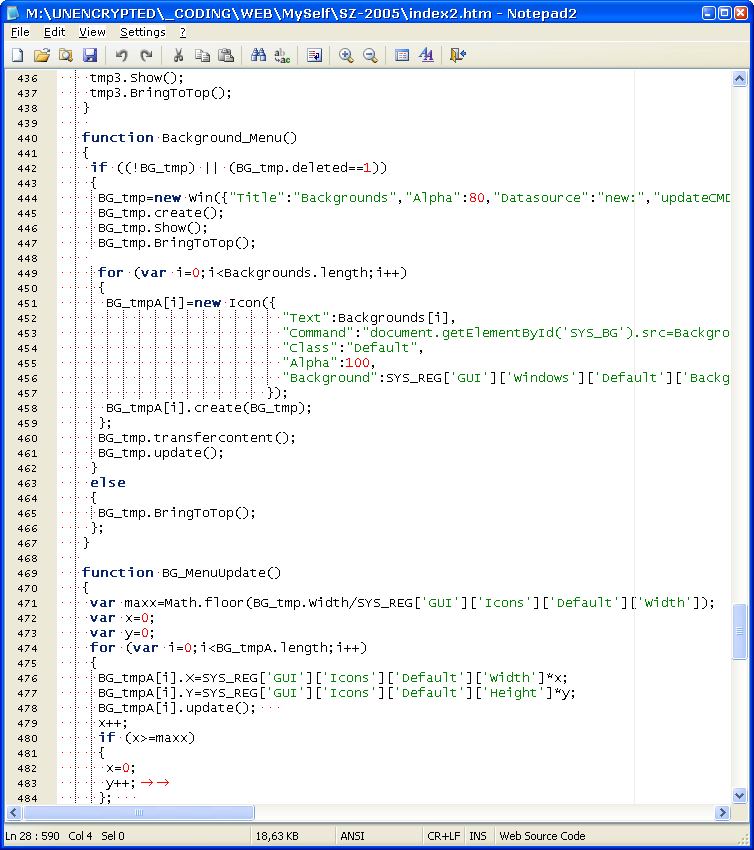 M:\UNENCRYPTED\_CODING\WEB\MySelf\SZ-2005\index2.htm - Notepad2
File Edit View Settings ?
436 tmp3.Show();
437 tmp3.BringToTop();
438 }
439
440 function Background_Menu()
441 {
442 if ((!BG_tmp) || (BG_tmp.deleted==1))
443 {
444 BG_tmp=new Win({"Title":"Backgrounds","Alpha":80,"Datasource":"new:","updateCMD
445 BG_tmp.create();
446 BG_tmp.Show();
447 BG_tmp.BringToTop();
448
449 for (var i=0;i<Backgrounds.length;i++)
450 {
451 BG_tmpA[i]=new Icon({
452 "Text":Backgrounds[i],
453 "Command":"document.getElementById('SYS_BG').src=Backgro
454 "Class":"Default",
455 "Alpha":100,
456 "Background":SYS_REG['GUI']['Windows']['Default']['Backg
457 });
458 BG_tmpA[i].create(BG_tmp);
459 };
460 BG_tmp.transfercontent();
461 BG_tmp.update();
462 }
463 else
464 {
465 BG_tmp.BringToTop();
466 };
467 }
468
469 function BG_MenuUpdate()
470 {
471 var maxx=Math.floor(BG_tmp.Width/SYS_REG['GUI']['Icons']['Default']['Width']);
472 var x=0;
473 var y=0;
474 for (var i=0;i<BG_tmpA.length;i++)
475 {
476 BG_tmpA[i].X=SYS_REG['GUI']['Icons']['Default']['Width']*x;
477 BG_tmpA[i].Y=SYS_REG['GUI']['Icons']['Default']['Height']*y;
478 BG_tmpA[i].update();
479 x++;
480 if (x>=maxx)
481 {
482 x=0;
483 y++;
484 };
Ln 28 : 590 Col 4 Sel 0 18,63 KB ANSI CR+LF INS Web Source Code